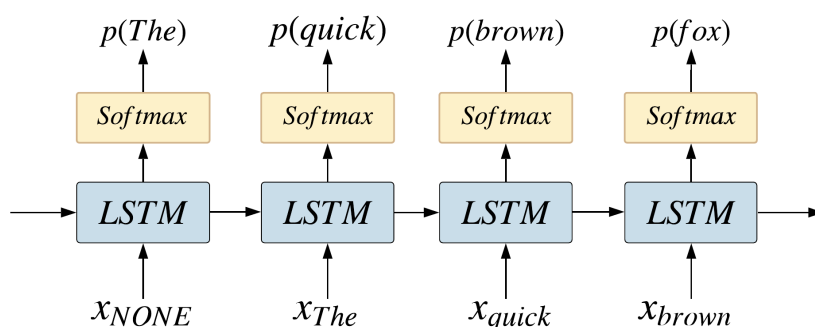 p(The) p(quick) p(brown) p(fox)
Softmax Softmax Softmax Softmax
LSTM LSTM LSTM LSTM
x_NONE x_The x_quick x_brown